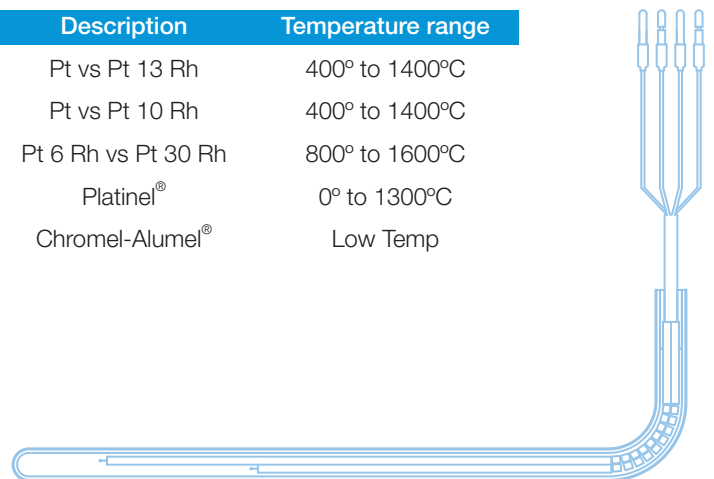 Description Temperature range
Pt vs Pt 13 Rh 400º to 1400ºC
Pt vs Pt 10 Rh 400º to 1400ºC
Pt 6 Rh vs Pt 30 Rh 800º to 1600ºC
Platinel® 0º to 1300ºC
Chromel-Alumel® Low Temp